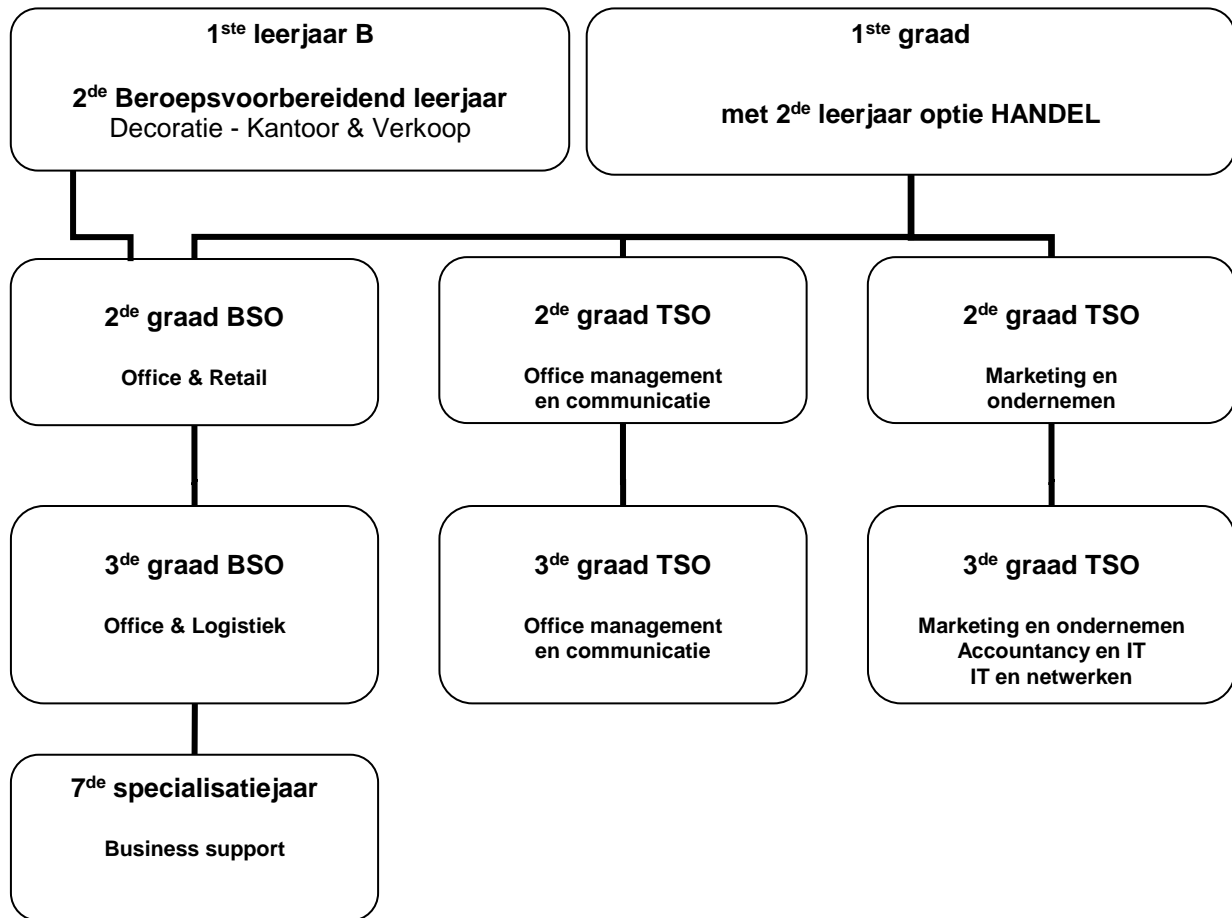 1ste leerjaar B
2de Beroepsvoorbereidend leerjaar
Decoratie - Kantoor & Verkoop
1ste graad
met 2de leerjaar optie HANDEL
2de graad BSO
Office & Retail
2de graad TSO
Office management
en communicatie
2de graad TSO
Marketing en
ondernemen
3de graad BSO
Office & Logistiek
3de graad TSO
Office management
en communicatie
3de graad TSO
Marketing en ondernemen
Accountancy en IT
IT en netwerken
7de specialisatiejaar
Business support